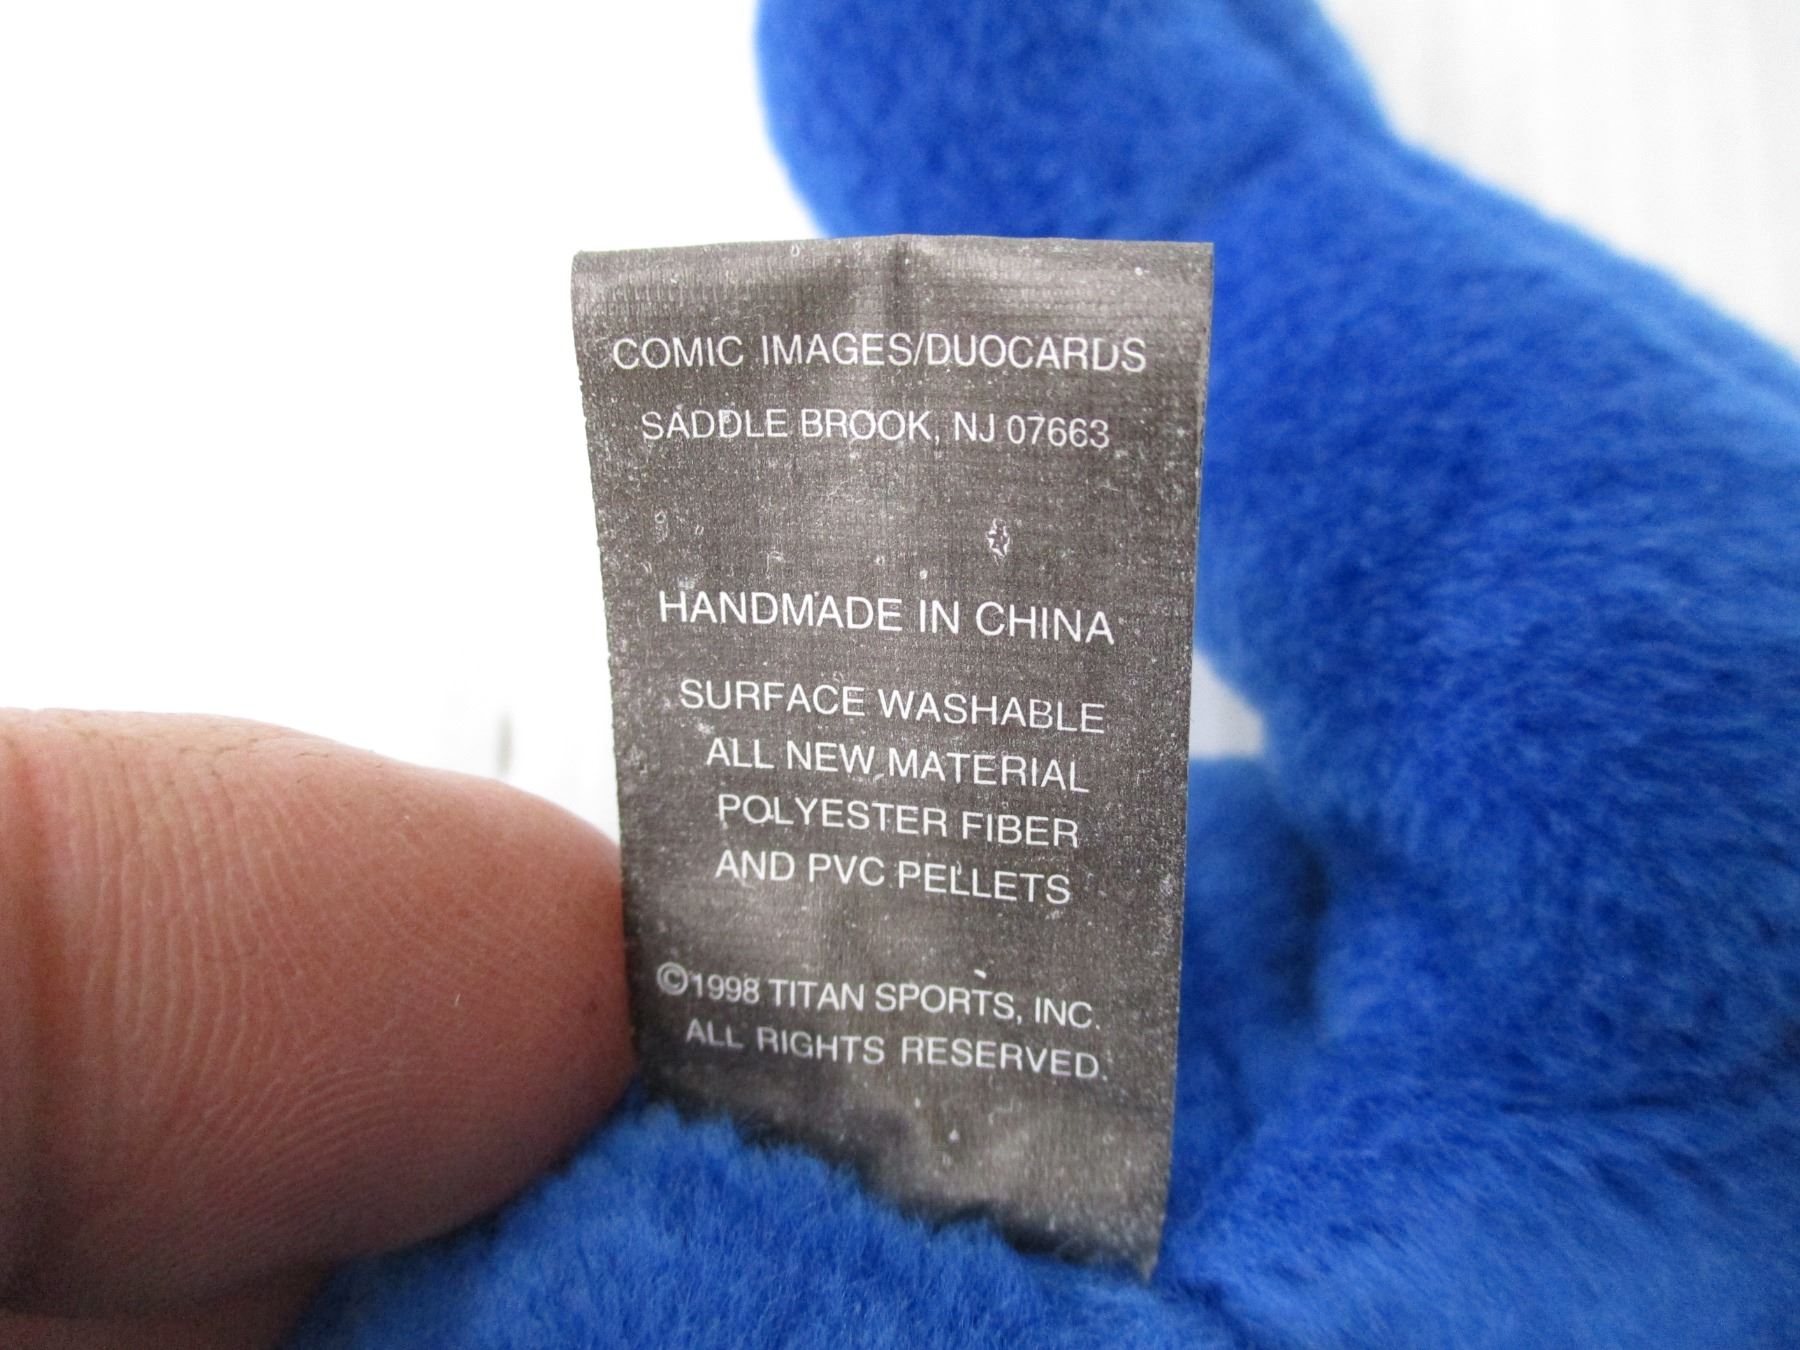 COMIC IMAGES/DUOCARDS
SADDLE BROOK, NJ 07663
HANDMADE IN CHINA
SURFACE WASHABLE
ALL NEW MATERIAL
POLYESTER FIBER
AND PVC PELLETS
©1998 TITAN SPORTS, INC.
ALL RIGHTS RESERVED.